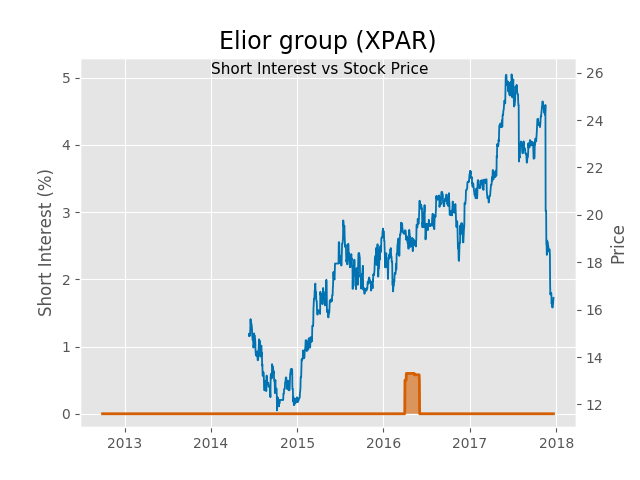 Elior group (XPAR)
Short Interest vs Stock Price
Short Interest (%)
5
4
3
2
1
0
26
24
22
20
18
16
14
12
Price
2013 2014 2015 2016 2017 2018